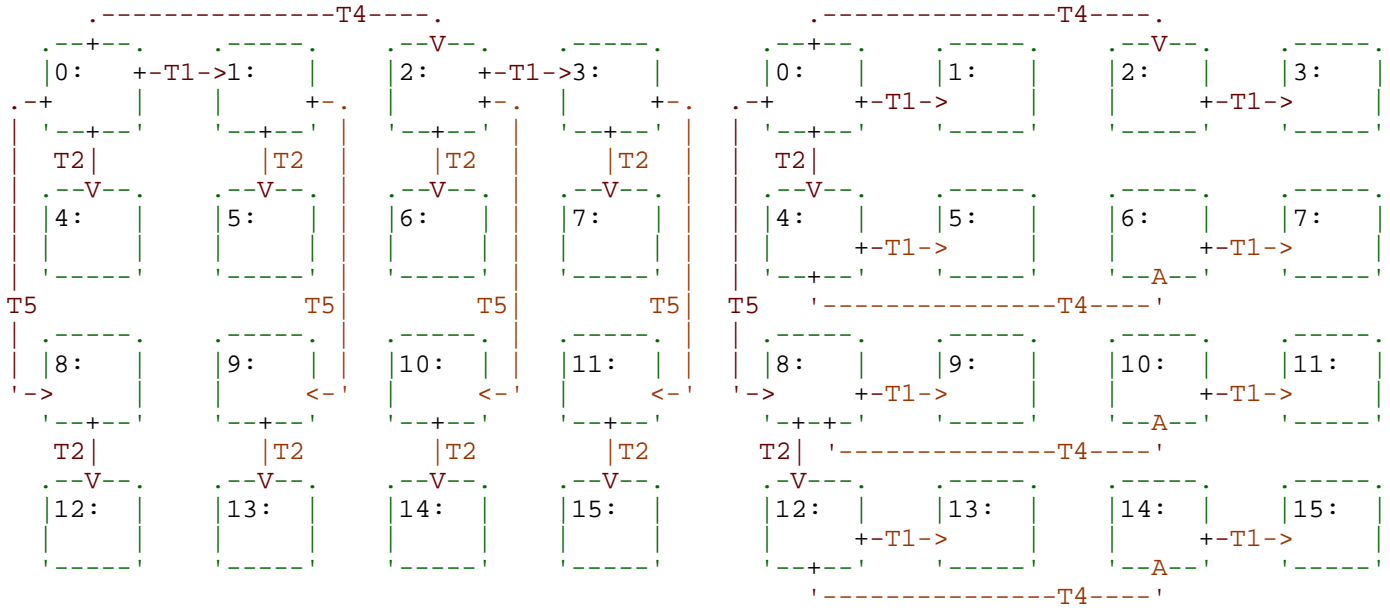 T4 T4
0: T1 1: 2: T1 3: 0: 1: 2: 3:
T1 T1
T2 T2 T2 T2 T2
4: 5: 6: 7: 4: 5: 6: 7:
T1 T1
T5 T5 T5 T5 T5 T4
8: 9: 10: 11: 8: 9: 10: 11:
T1 T1
T2 T2 T2 T2 T2 T4
12: 13: 14: 15: 12: 13: 14: 15:
T1 T1
T4